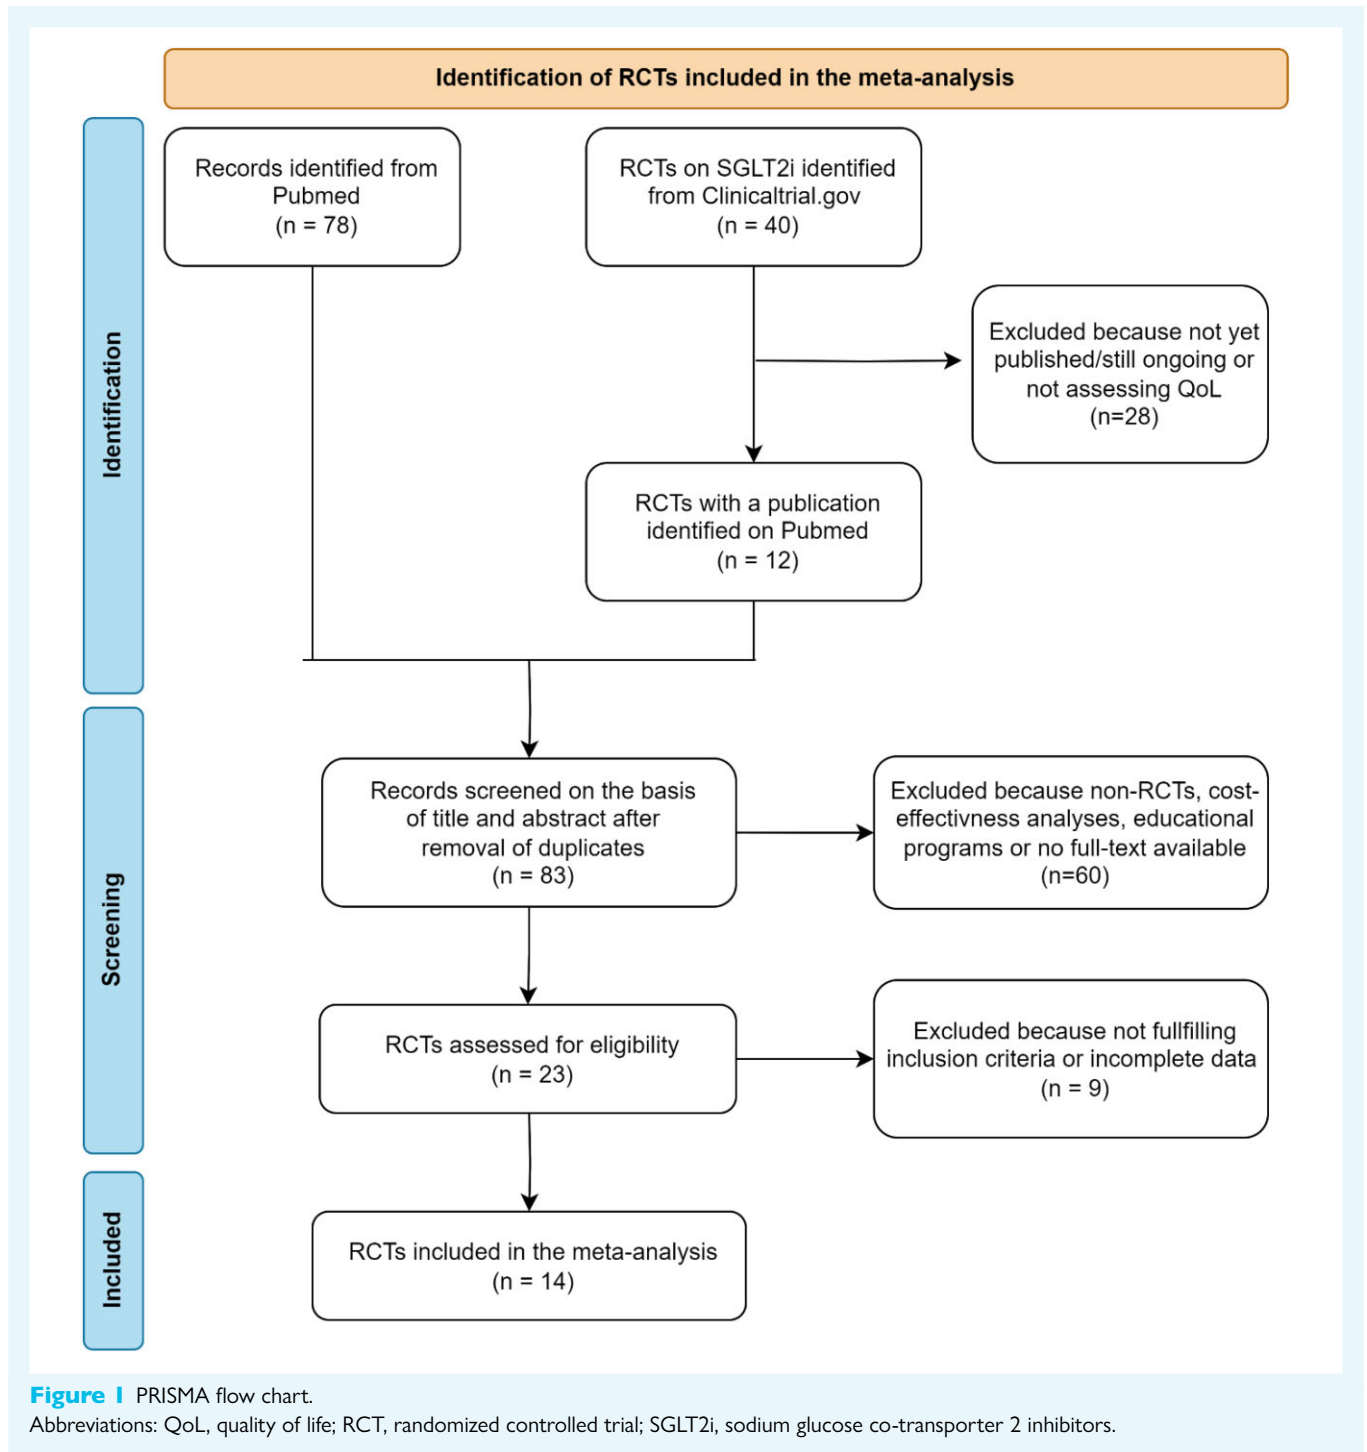 Identification of RCTs included in the meta-analysis
Identification
Records identified from
Pubmed
(n = 78)
RCTs on SGLT2i identified
from Clinicaltrial.gov
(n = 40)
Excluded because not yet
published/still ongoing or
not assessing QoL
(n=28)
RCTs with a publication
identified on Pubmed
(n = 12)
Screening
Records screened on the basis
of title and abstract after
removal of duplicates
(n = 83)
Excluded because non-RCTs, cost-
effectivness analyses, educational
programs or no full-text available
(n=60)
RCTs assessed for eligibility
(n = 23)
Excluded because not fullfilling
inclusion criteria or incomplete data
(n = 9)
Included
RCTs included in the meta-analysis
(n = 14)
Figure 1 PRISMA flow chart.
Abbreviations: QoL, quality of life; RCT, randomized controlled trial; SGLT2i, sodium glucose co-transporter 2 inhibitors.